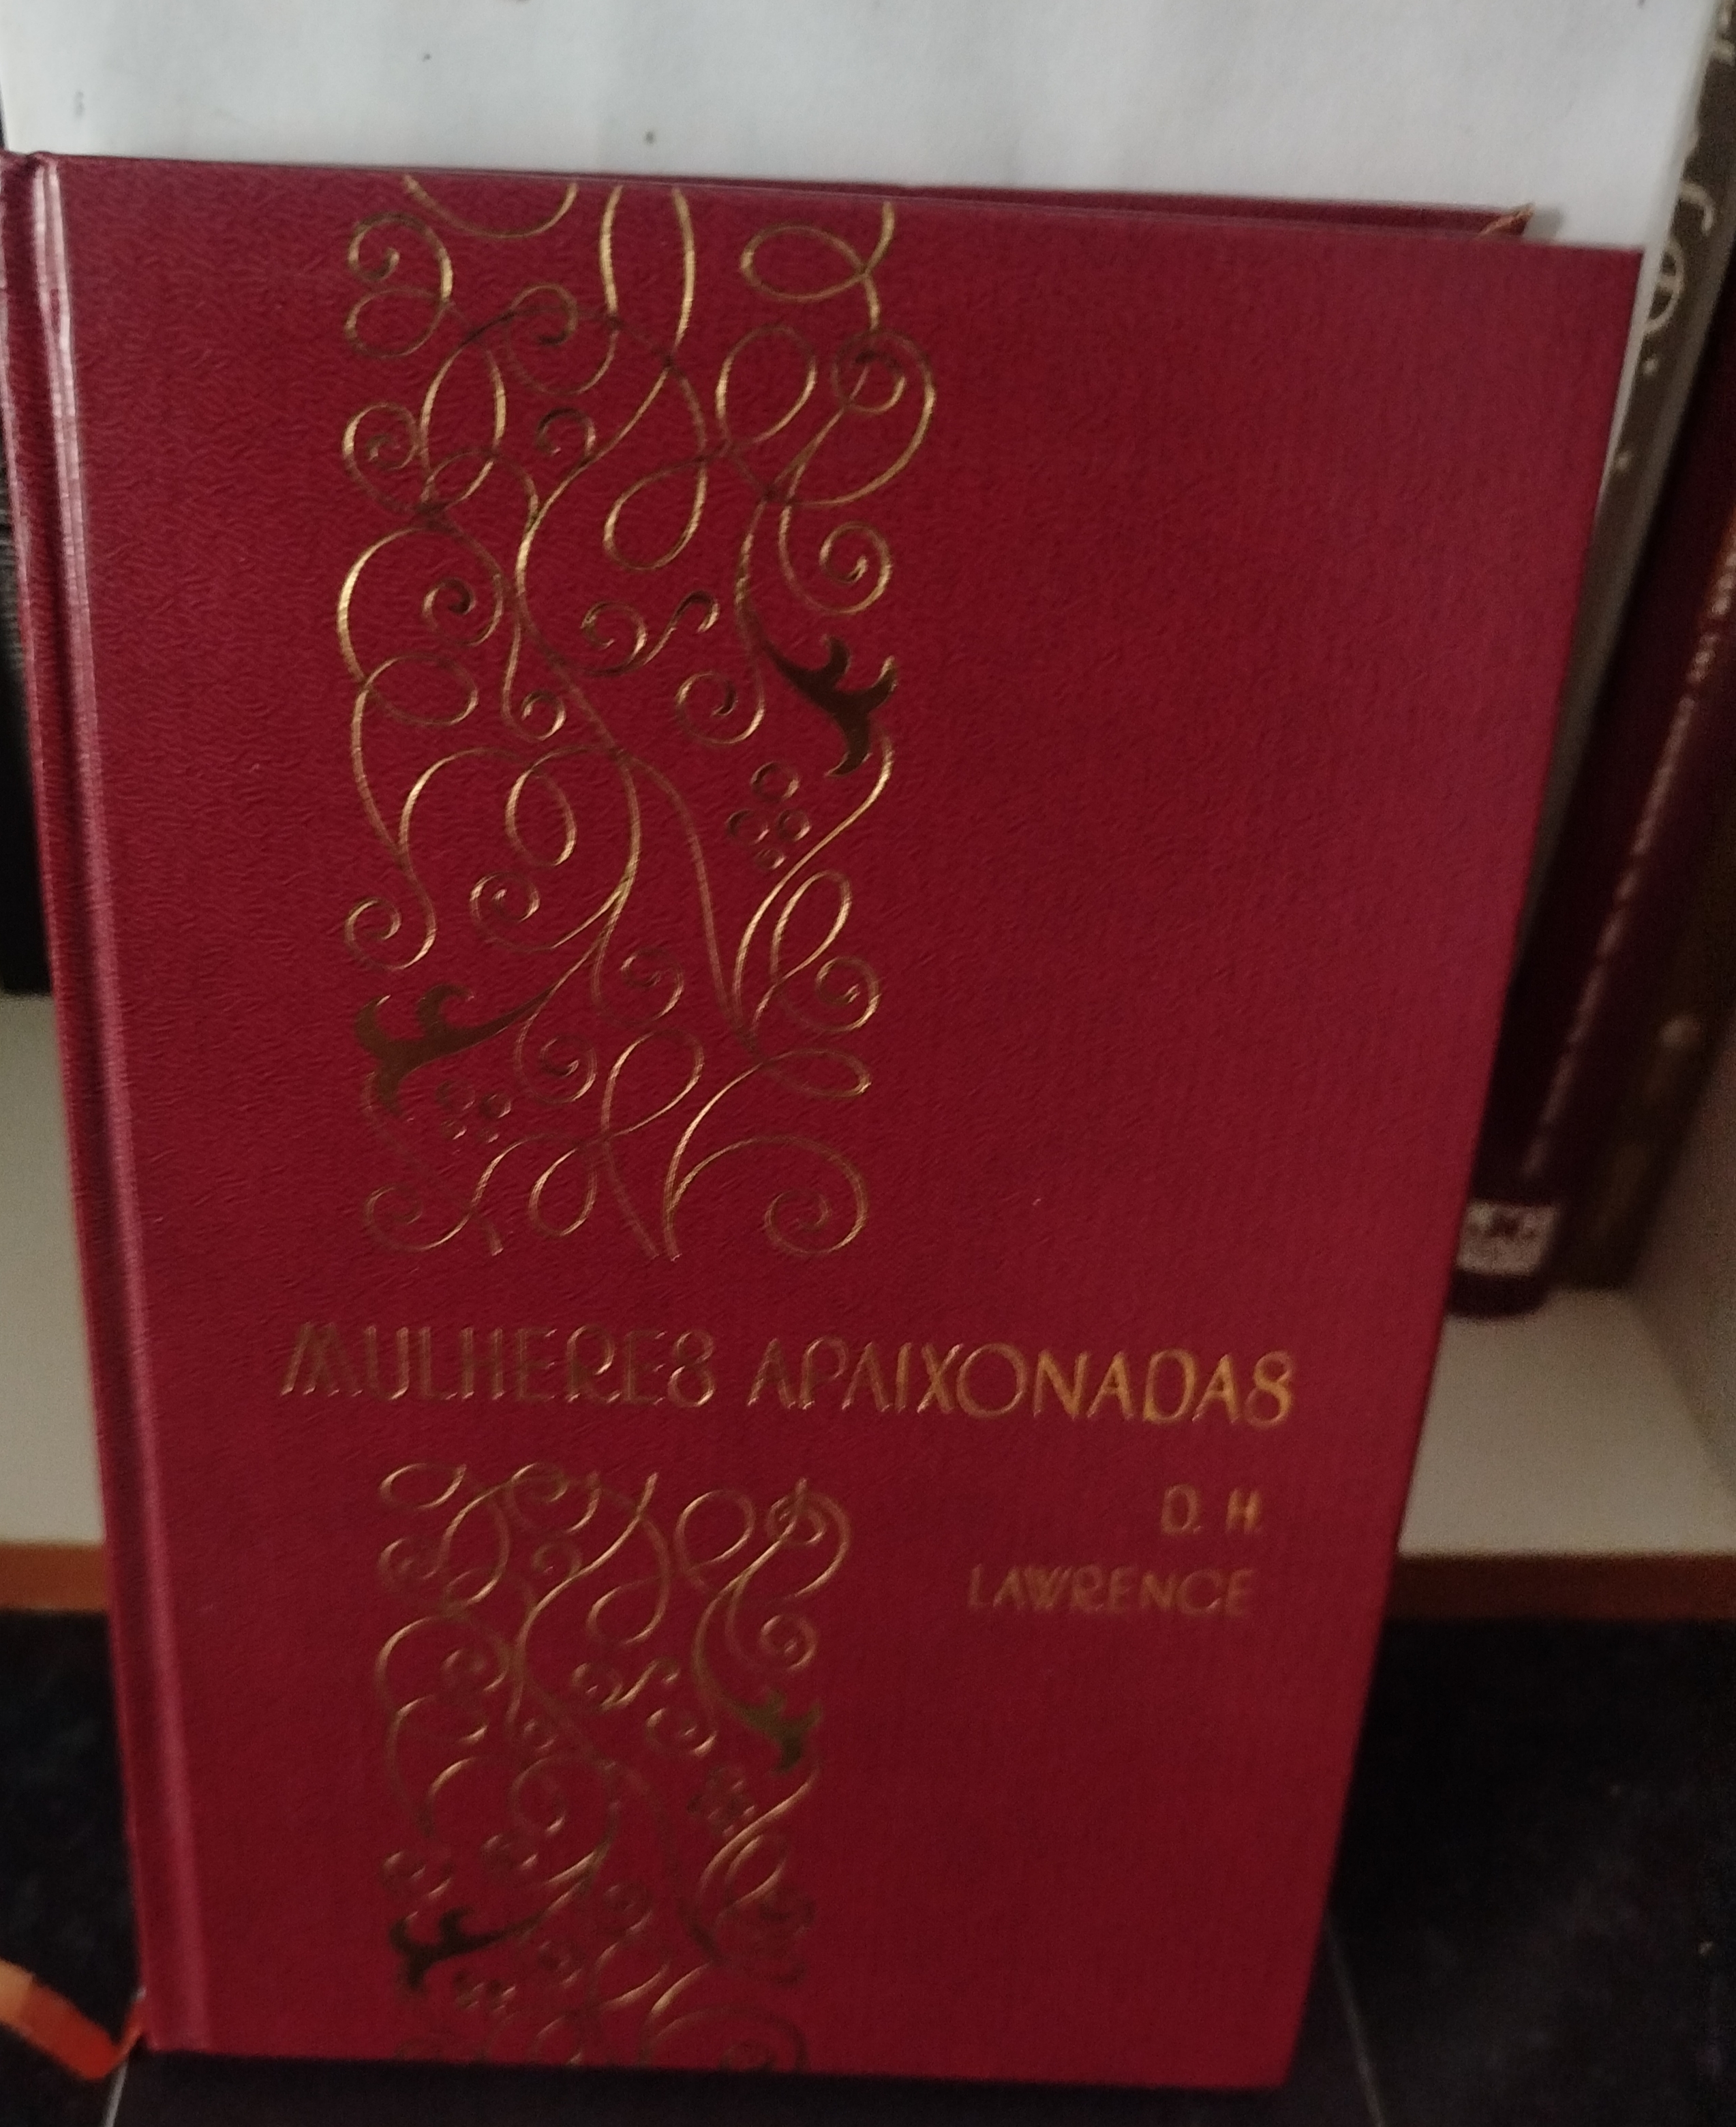 MULHERES APAIXONADAS
D. H.
LAWRENCE